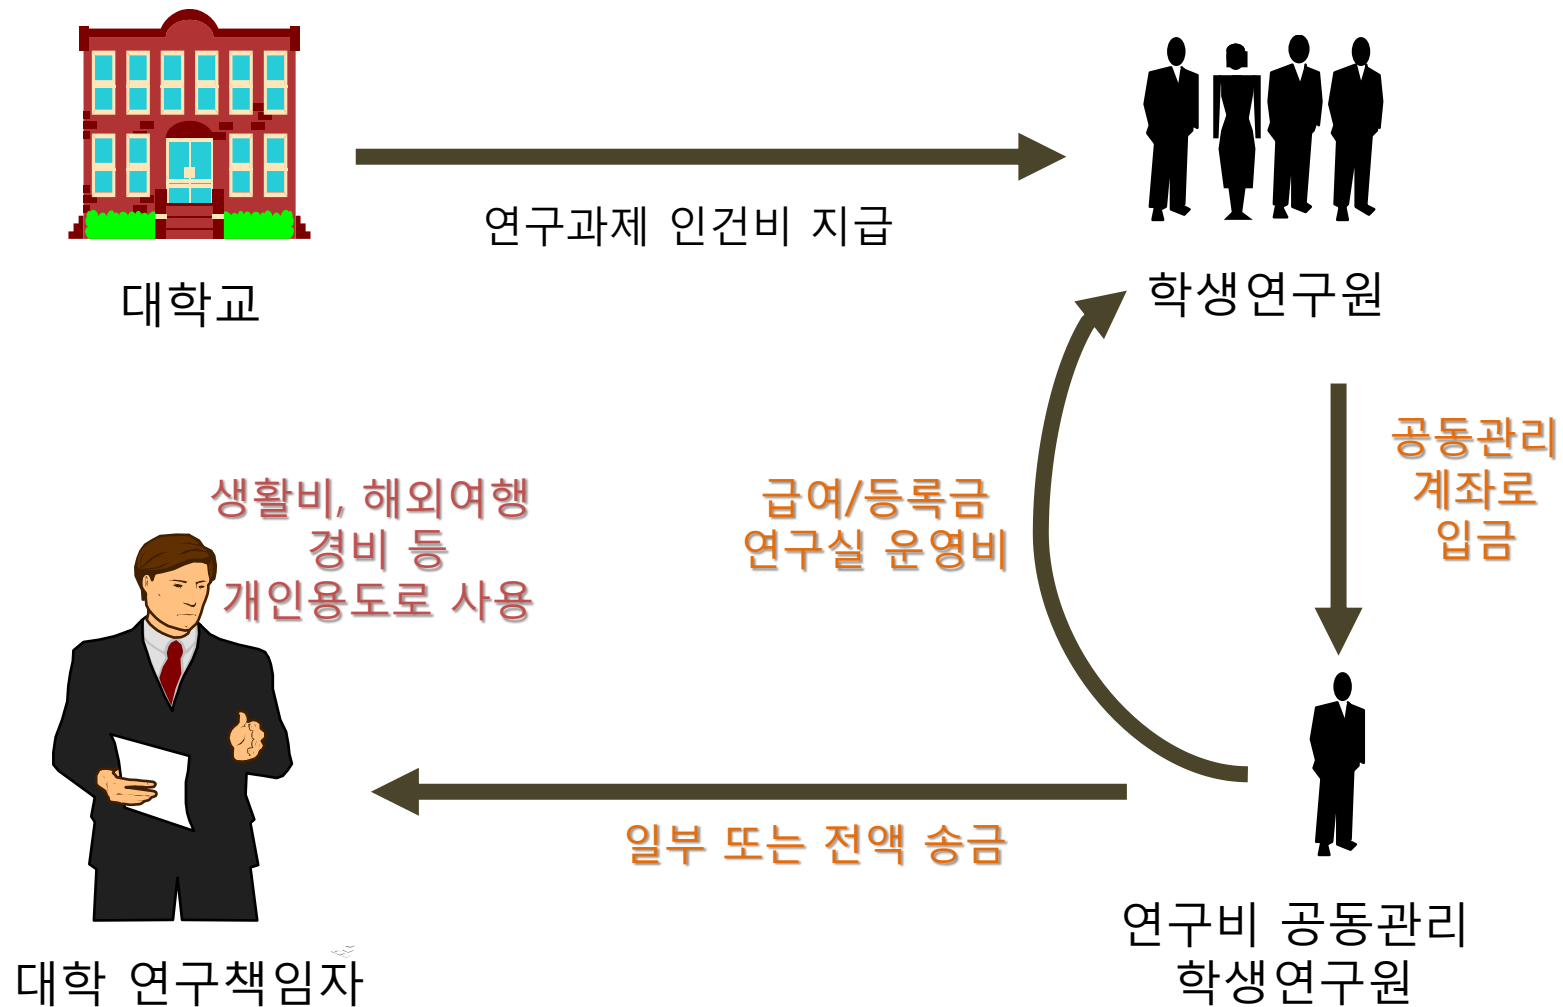 연구과제 인건비 지급
대학교
학생연구원
공동관리
계좌로
입금
급여/등록금
연구실 운영비
생활비, 해외여행
경비 등
개인용도로 사용
일부 또는 전액 송금
연구비 공동관리
학생연구원
대학 연구책임자